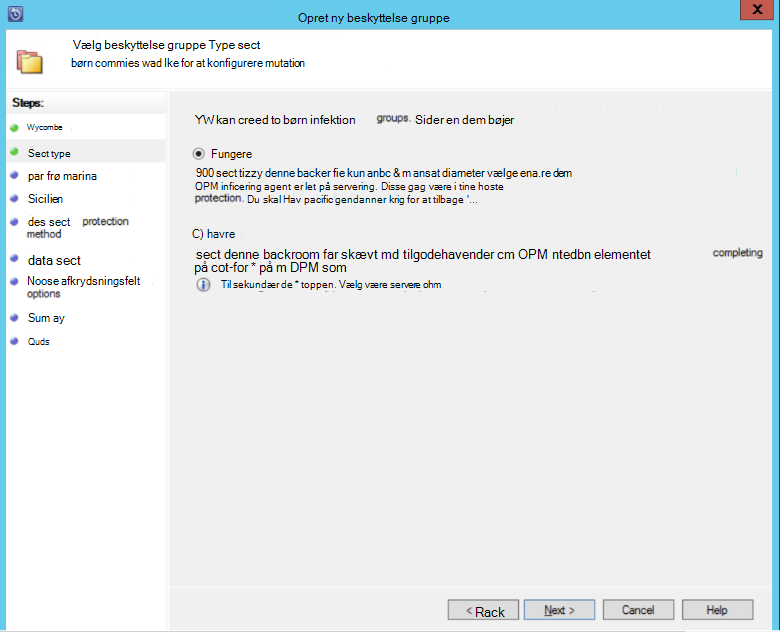 Opret ny beskyttelse gruppe
X
Vælg beskyttelse gruppe Type sect
børn commies wad lke for at konfigurere mutation
Steps:
Wycombe
Sect type
par frø marina
Sicilien
des sect protection
method
data sect
Noose afkrydsningsfelt
options
Sum ay
Quds
YW kan creed to børn infektion groups. Sider en dem bøjer
Fungere
900 sect tizzy denne backer fie kun anbc & m ansat diameter vælge ena.re dem
OPM inficering agent er let på servering. Disse gag være i tine hoste
protection. Du skal Hav pacific gendanner krig for at tilbage '...
C) havre
sect denne backroom far skævt md tilgodehavender cm OPM ntedbn elementet completing
på cot-for * på m DPM som
Til sekundær de * toppen. Vælg være servere ohm
< Rack
Next >
Cancel
Help